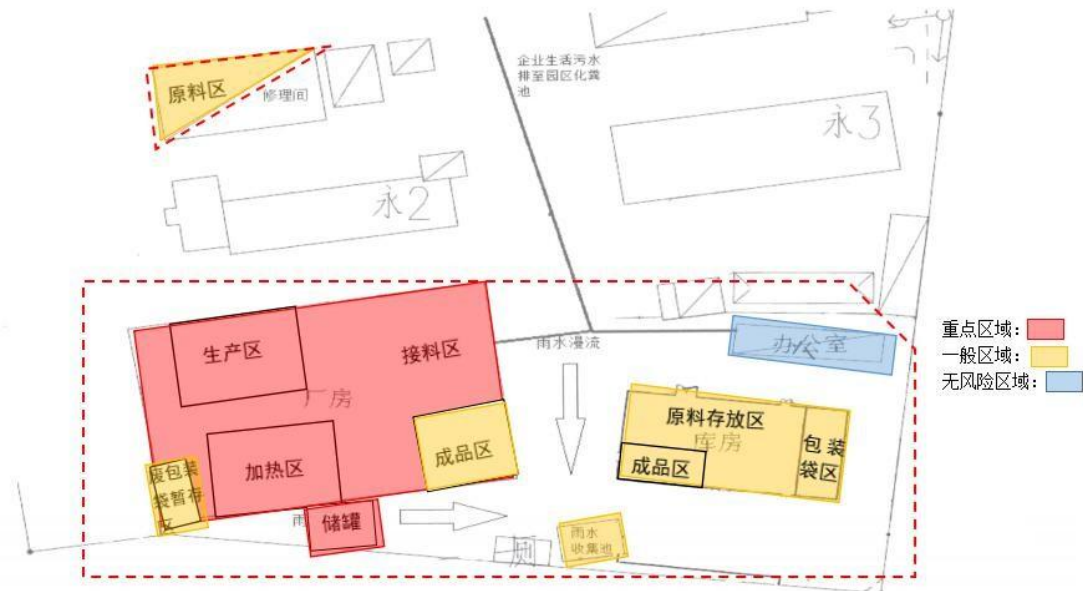 企业生活污水
排至园区化粪
池
原料区
修理间
永3
永2
生产区
接料区
雨水漫流
办公室
重点区域：
一般区域：
无风险区域：
厂房
原料存放区
库房
包装
袋区
成品区
成品区
加热区
废包装
袋暂存
区
雨
储罐
雨水
收集池
厕